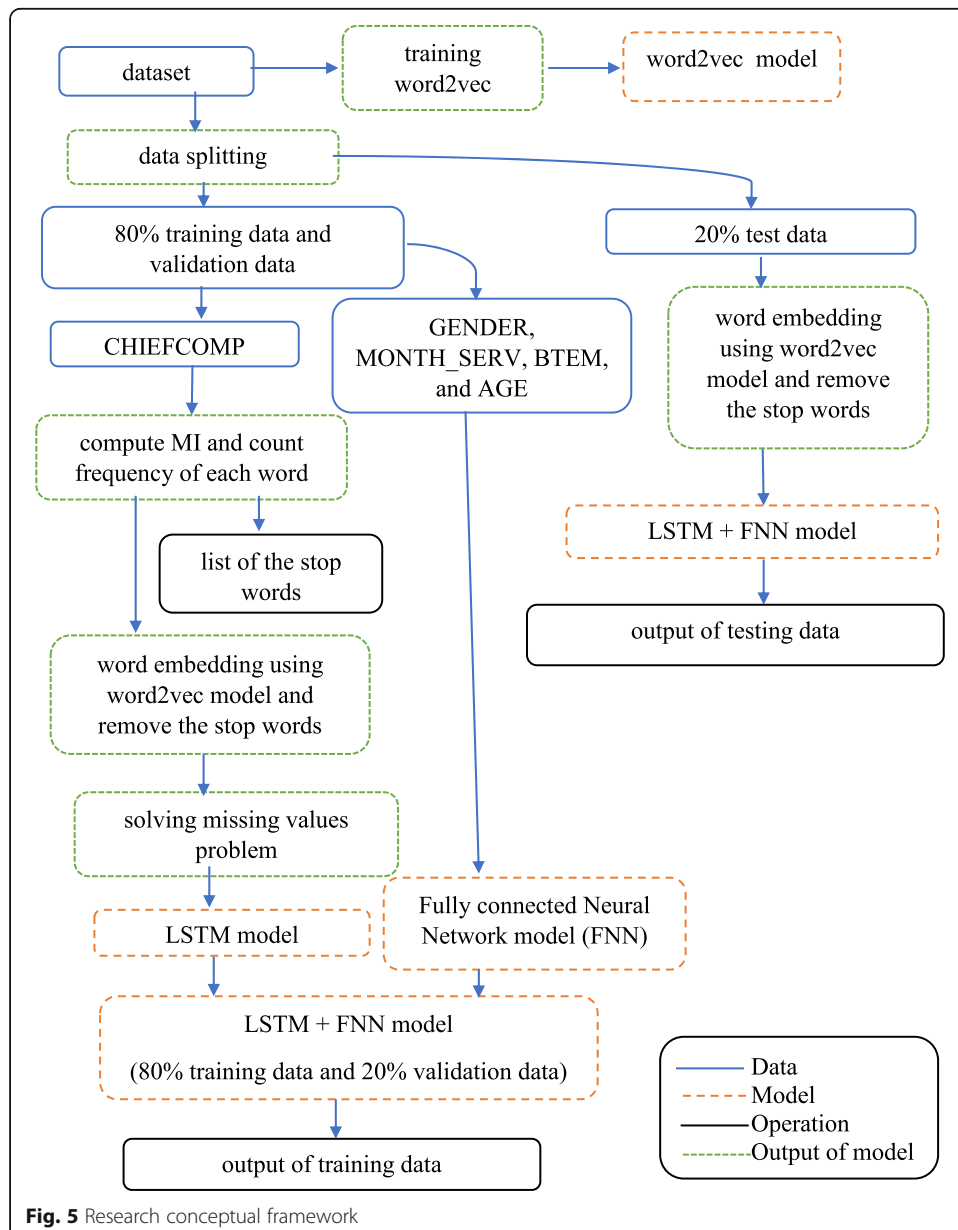 dataset
training
word2vec
word2vec model
data splitting
80% training data and
validation data
20% test data
CHIEFCOMP
GENDER,
MONTH_SERV, BTEM,
and AGE
word embedding
using word2vec
model and remove
the stop words
compute MI and count
frequency of each word
LSTM + FNN model
list of the stop
words
output of testing data
word embedding using
word2vec model and
remove the stop words
solving missing values
problem
Fully connected Neural
Network model (FNN)
LSTM model
LSTM + FNN model
(80% training data and 20% validation data)
output of training data
Data
Model
Operation
Output of model
Fig. 5 Research conceptual framework